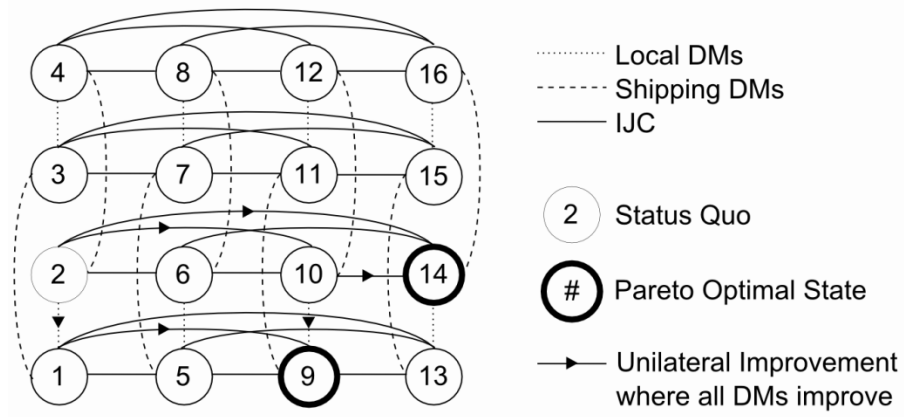 4 8 12 16
3 7 11 15
2 6 10 14
1 5 9 13
Local DMs
Shipping DMs
IJC
2 Status Quo
# Pareto Optimal State
Unilateral Improvement
where all DMs improve